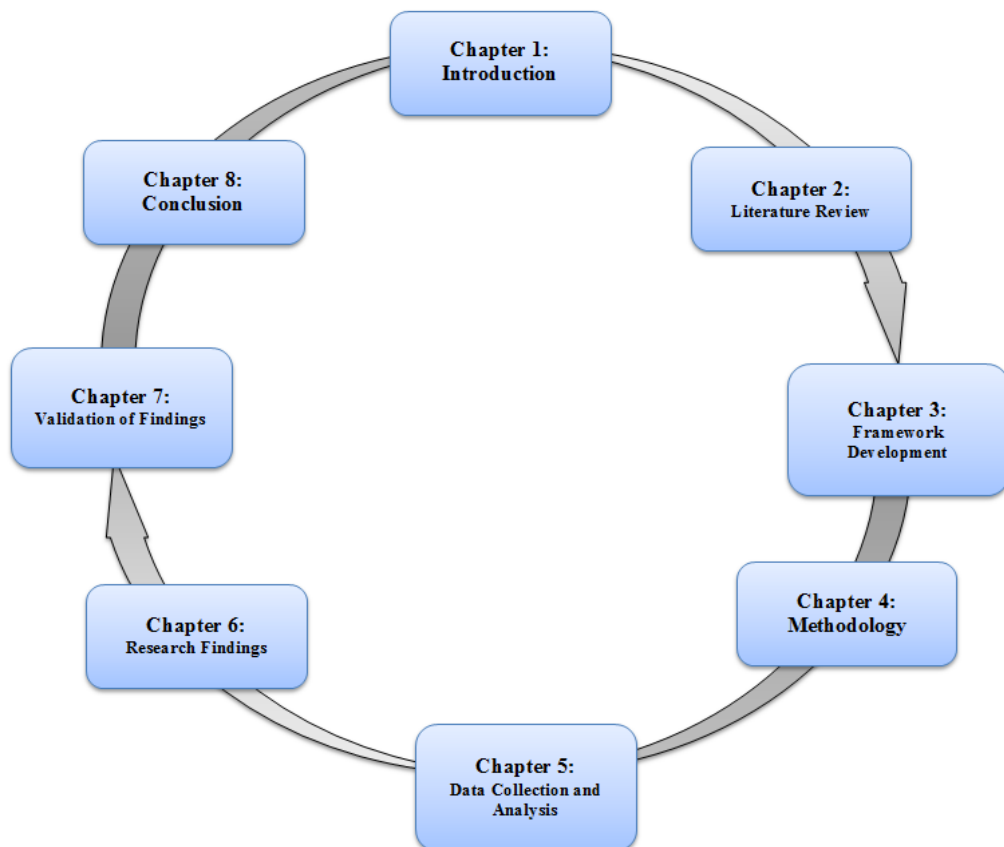 Chapter 1:
Introduction
Chapter 2:
Literature Review
Chapter 3:
Framework
Development
Chapter 4:
Methodology
Chapter 5:
Data Collection and
Analysis
Chapter 6:
Research Findings
Chapter 7:
Validation of Findings
Chapter 8:
Conclusion